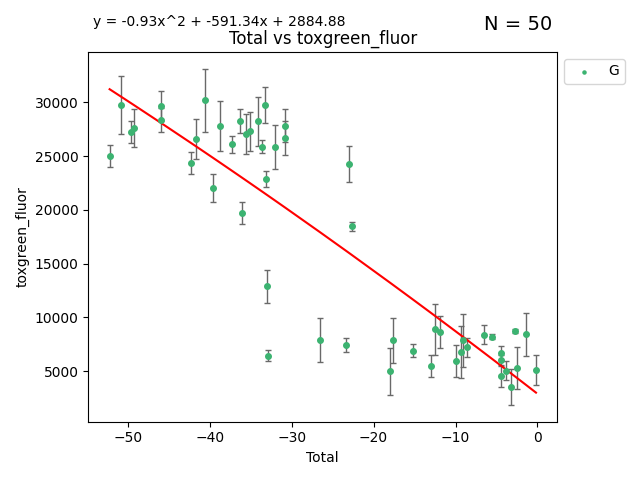 y = -0.93x^2 + -591.34x + 2884.88
N = 50
Total vs toxgreen_fluor
G
30000
25000
20000
15000
10000
5000
toxgreen_fluor
−50
−40
−30
−20
−10
0
Total